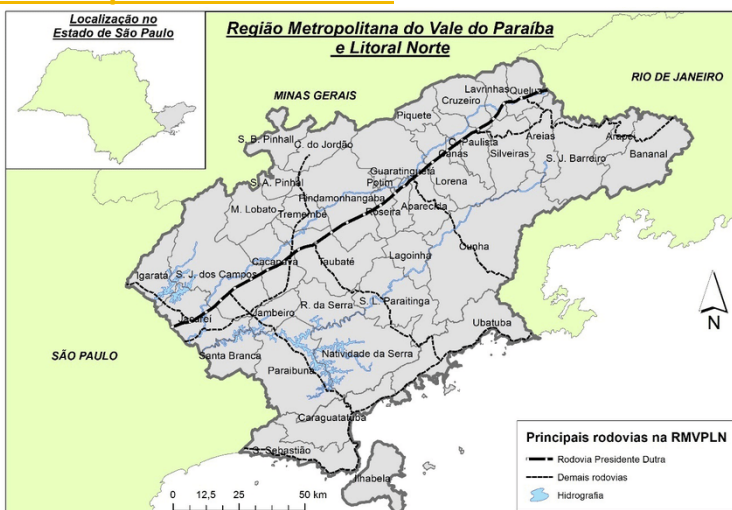 Localização no
Estado de São Paulo
Região Metropolitana do Vale do Paraíba
e Litoral Norte
MINAS GERAIS
RIO DE JANEIRO
SÃO PAULO
Lavrinhas
Queluz
Cruzeiro
Piquete
Areias
Arapeí
C. Paulista
Canas
Silveiras
S. J. Barreiro
Bananal
S. B. Pinhall
C. do Jordão
Guaratinguetá
Potim
Lorena
S. A. Pinhal
Pindamonhangaba
Roseira
Aparecida
M. Lobato
Tremembé
Cunha
Caçapava
Taubaté
Lagoinha
Igaratá
S. J. dos Campos
S. L. Paraitinga
R. da Serra
Jambeiro
Jacareí
Ubatuba
Santa Branca
Natividade da Serra
Paraibuna
Caraguatatuba
S. Sebastião
Ilhabela
N
0 12,5 25 50 km
Principais rodovias na RMVPLN
Rodovia Presidente Dutra
Demais rodovias
Hidrografia